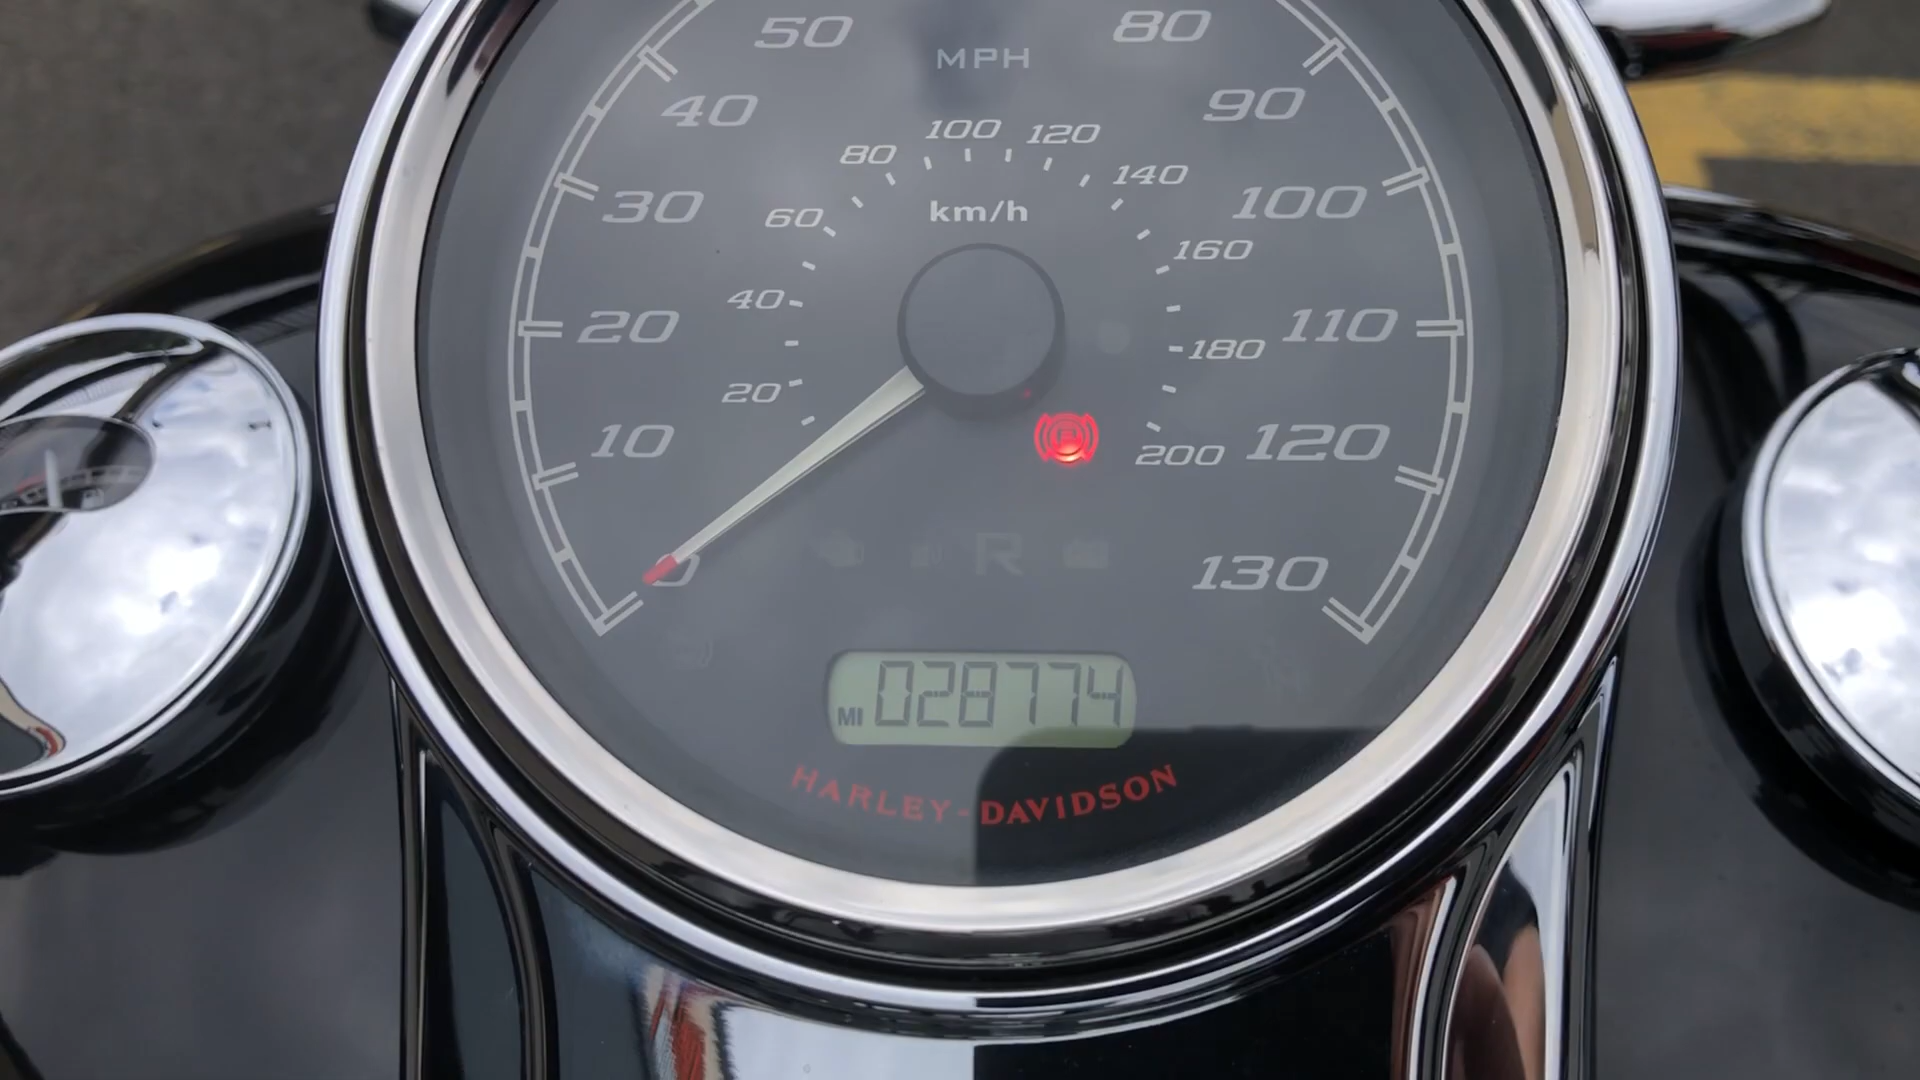 50 MPH 80
40 90
80 100 120 140
30 60 km/h 160 100
20 40 180 110
10 20 P 200 120
0 R 130
MI 028774
HARLEY-DAVIDSON